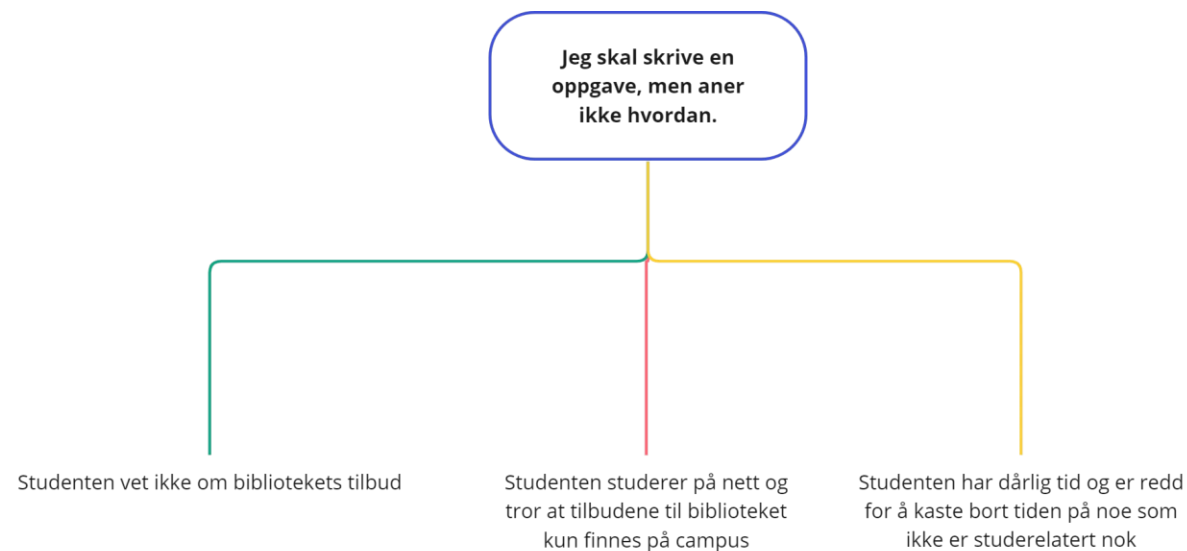 Jeg skal skrive en
oppgave, men aner
ikke hvordan.
Studenten vet ikke om bibliotekets tilbud
Studenten studerer på nett og
tror at tilbudene til biblioteket
kun finnes på campus
Studenten har dårlig tid og er redd
for å kaste bort tiden på noe som
ikke er studerelatert nok